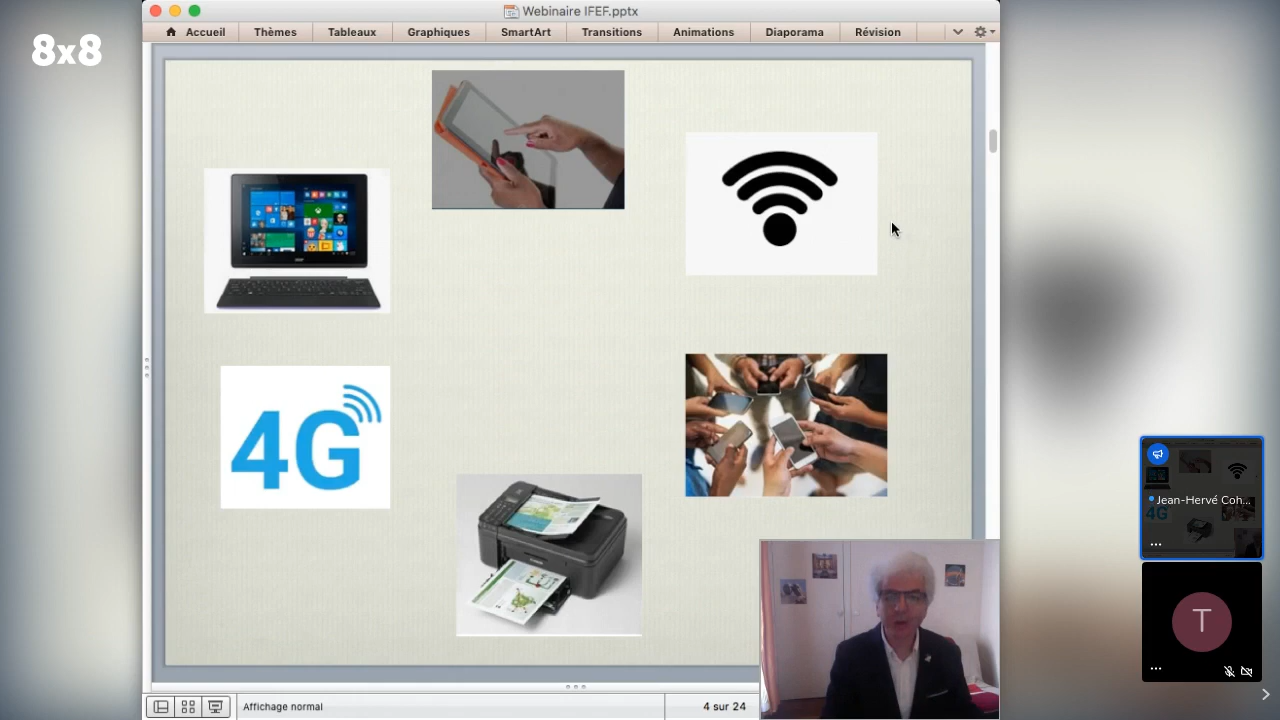 8x8
Webinaire IFEF.pptx
Accueil
Thèmes
Tableaux
Graphiques
SmartArt
Transitions
Animations
Diaporama
Révision
4G
Jean-Hervé Coh...
4G
T
Affichage normal
4 sur 24